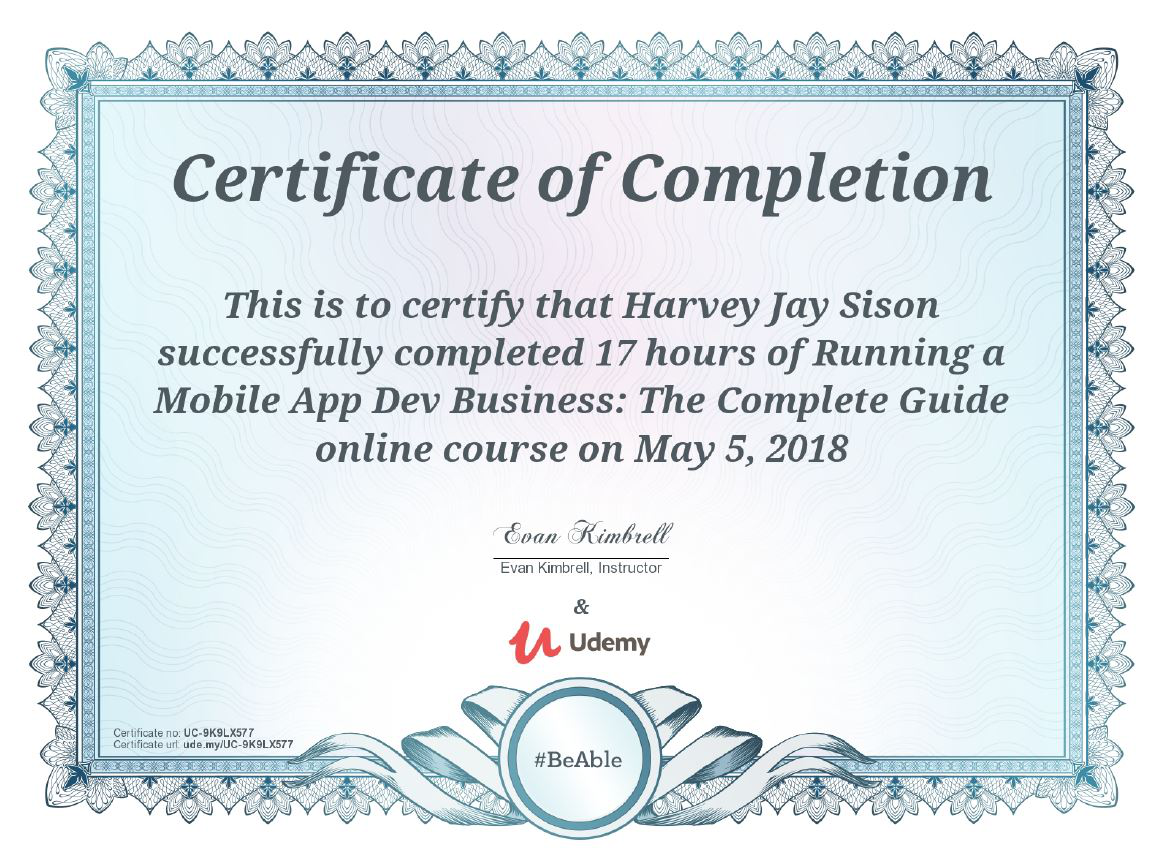 Certificate of Completion
This is to certify that Harvey Jay Sison
successfully completed 17 hours of Running a
Mobile App Dev Business: The Complete Guide
online course on May 5, 2018
Evan Kimbrell
Evan Kimbrell, Instructor
&
Udemy
Certificate no: UC-9K9LX577
Certificate url: ude.my/UC-9K9LX577
#BeAble